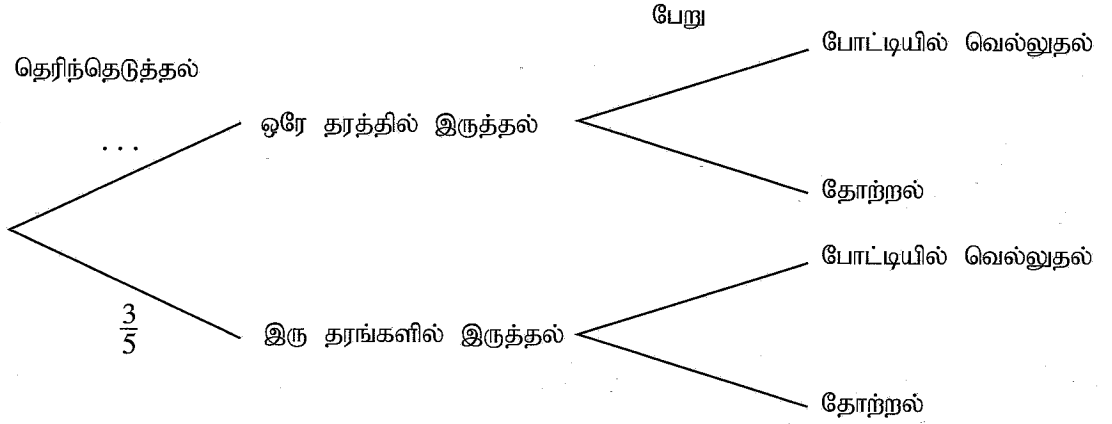 பேறு
போட்டியில் வெல்லுதல்
தெரிந்தெடுத்தல்
ஒரே தரத்தில் இருத்தல்
. . .
தோற்றல்
போட்டியில் வெல்லுதல்
3/5
இரு தரங்களில் இருத்தல்
தோற்றல்